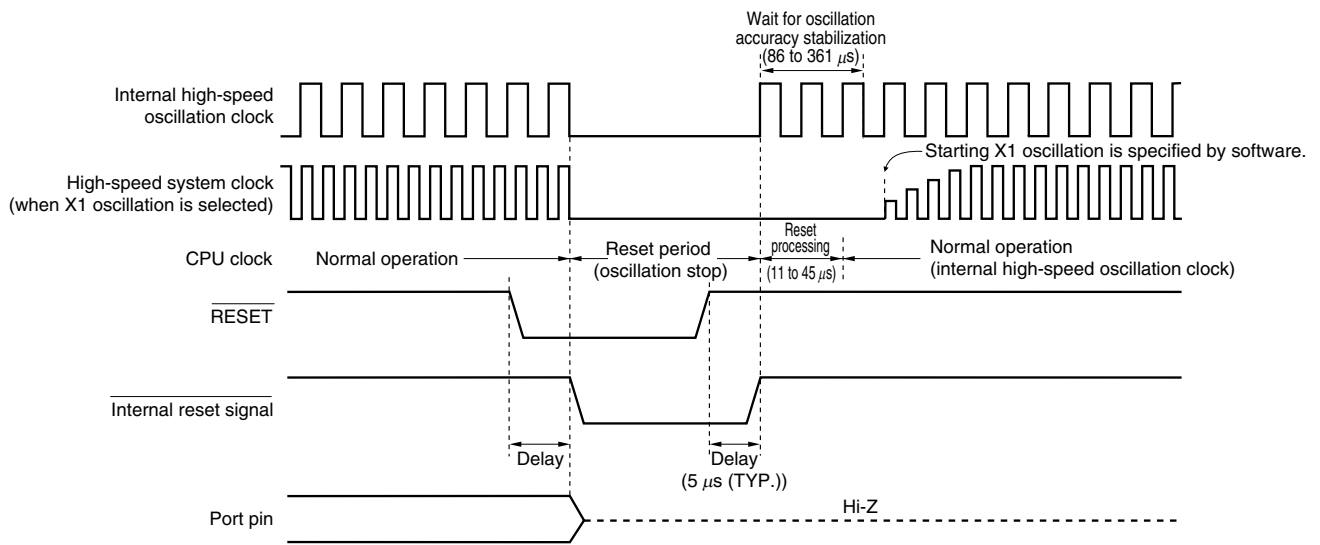 Wait for oscillation
accuracy stabilization
(86 to 361 μs)
Internal high-speed
oscillation clock
Starting X1 oscillation is specified by software.
High-speed system clock
(when X1 oscillation is selected)
CPU clock
Normal operation
Reset period
(oscillation stop)
Reset
processing
(11 to 45 μs)
Normal operation
(internal high-speed oscillation clock)
RESET
Internal reset signal
Delay
Delay
(5 μs (TYP.))
Port pin
Hi-Z